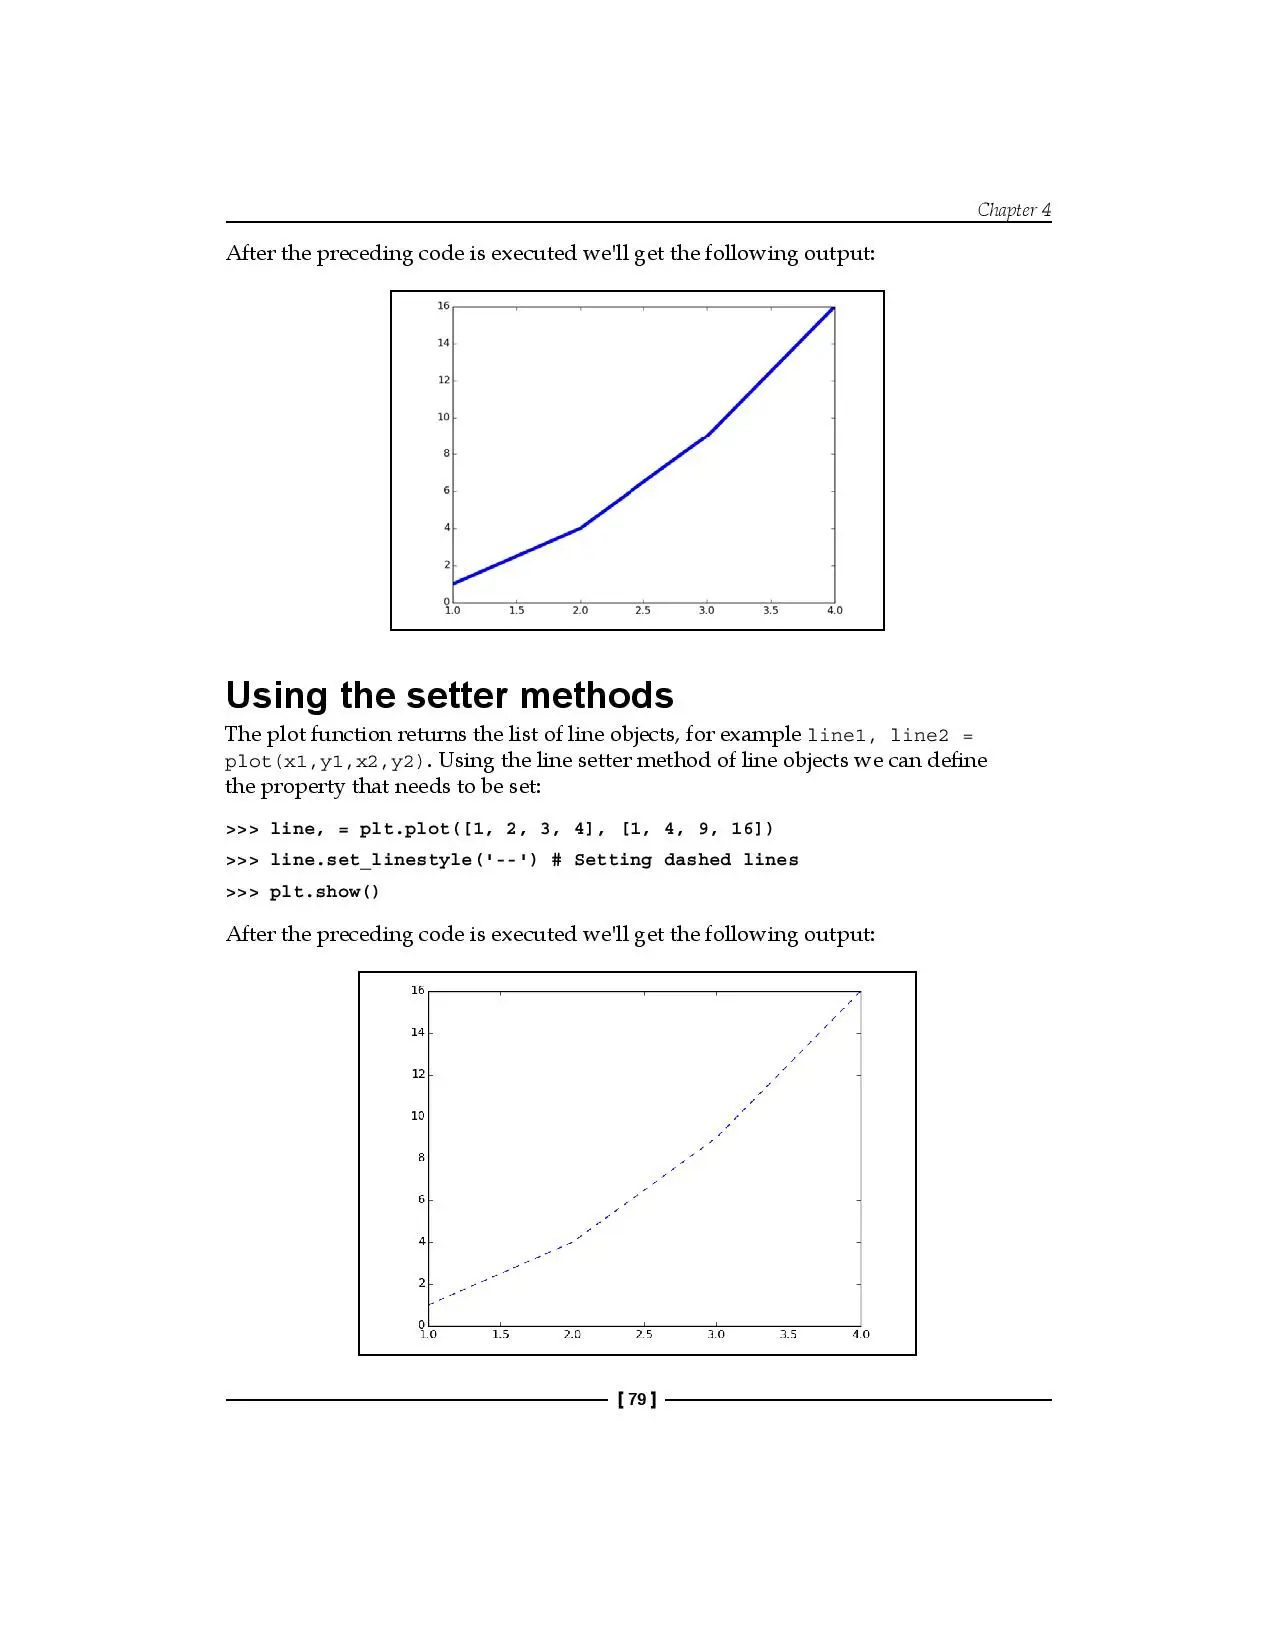 Chapter 4
After the preceding code is executed we'll get the following output:
16
14
12
10
8
6
4
2
0
1.0 1.5 2.0 2.5 3.0 3.5 4.0
Using the setter methods
The plot function returns the list of line objects, for example line1, line2 =
plot(x1,y1,x2,y2). Using the line setter method of line objects we can define
the property that needs to be set:
>>> line, = plt.plot([1, 2, 3, 4], [1, 4, 9, 16])
>>> line.set_linestyle('--') # Setting dashed lines
>>> plt.show()
After the preceding code is executed we'll get the following output:
16
14
12
10
8
6
4
2
0
1.0 1.5 2.0 2.5 3.0 3.5 4.0
[ 79 ]